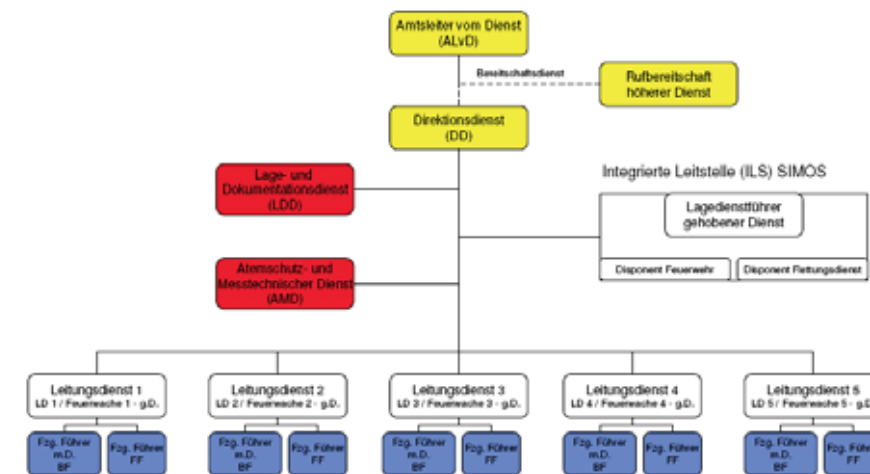 Amtsleiter vom Dienst
(ALvD)
Bereitschaftsdienst
Rufbereitschaft
höherer Dienst
Direktionsdienst
(DD)
Lage- und
Dokumentationsdienst
(LDD)
Integrierte Leitstelle (ILS) SIMOS
Lagedienstführer
gehobener Dienst
Disponent Feuerwehr
Disponent Rettungsdienst
Atemschutz- und
Messtechnischer Dienst
(AMD)
Leitungsdienst 1
LD 1 / Feuerwache 1 - g.D.
Leitungsdienst 2
LD 2 / Feuerwache 2 - g.D.
Leitungsdienst 3
LD 3 / Feuerwache 3 - g.D.
Leitungsdienst 4
LD 4 / Feuerwache 4 - g.D.
Leitungsdienst 5
LD 5 / Feuerwache 5 - g.D.
Fzg. Führer
m.D.
BF
Fzg. Führer
FF
Fzg. Führer
m.D.
BF
Fzg. Führer
FF
Fzg. Führer
m.D.
BF
Fzg. Führer
FF
Fzg. Führer
m.D.
BF
Fzg. Führer
FF
Fzg. Führer
m.D.
BF
Fzg. Führer
FF